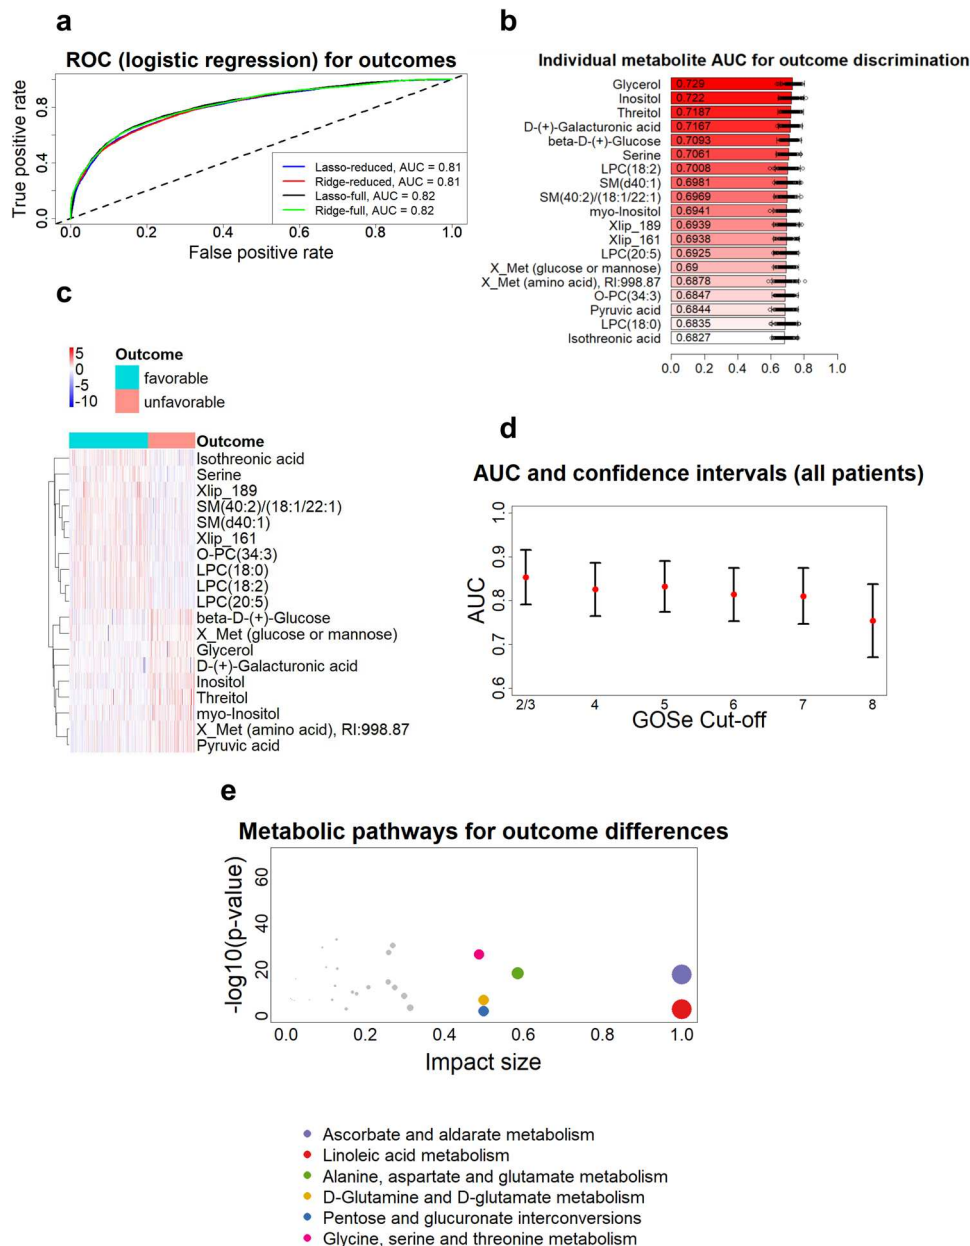 a
ROC (logistic regression) for outcomes
True positive rate
0.8
0.4
0.0
Lasso-reduced, AUC = 0.81
Ridge-reduced, AUC = 0.81
Lasso-full, AUC = 0.82
Ridge-full, AUC = 0.82
0.0 0.2 0.4 0.6 0.8 1.0
False positive rate
b
Individual metabolite AUC for outcome discrimination
Glycerol 0.729
Inositol 0.722
Threitol 0.7187
D-(+)-Galacturonic acid 0.7167
beta-D-(+)-Glucose 0.7093
Serine 0.7061
LPC(18:2) 0.7008
SM(d40:1) 0.6981
SM(40:2)/(18:1/22:1) 0.6969
myo-Inositol 0.6941
Xlip_189 0.6939
Xlip_161 0.6938
LPC(20:5) 0.6925
X_Met (glucose or mannose) 0.69
X_Met (amino acid), RI:998.87 0.6878
O-PC(34:3) 0.6847
Pyruvic acid 0.6844
LPC(18:0) 0.6835
Isothreonic acid 0.6827
0.0 0.2 0.4 0.6 0.8 1.0
c
5
0
-5
-10
Outcome
favorable
unfavorable
Outcome
Isothreonic acid
Serine
Xlip_189
SM(40:2)/(18:1/22:1)
SM(d40:1)
Xlip_161
O-PC(34:3)
LPC(18:0)
LPC(18:2)
LPC(20:5)
beta-D-(+)-Glucose
X_Met (glucose or mannose)
Glycerol
D-(+)-Galacturonic acid
Inositol
Threitol
myo-Inositol
X_Met (amino acid), RI:998.87
Pyruvic acid
d
AUC and confidence intervals (all patients)
AUC
1.0
0.9
0.8
0.7
0.6
2/3 4 5 6 7 8
GOSe Cut-off
e
Metabolic pathways for outcome differences
-log10(p-value)
60
40
20
0
0.0 0.2 0.4 0.6 0.8 1.0
Impact size
Ascorbate and aldarate metabolism
Linoleic acid metabolism
Alanine, aspartate and glutamate metabolism
D-Glutamine and D-glutamate metabolism
Pentose and glucuronate interconversions
Glycine, serine and threonine metabolism